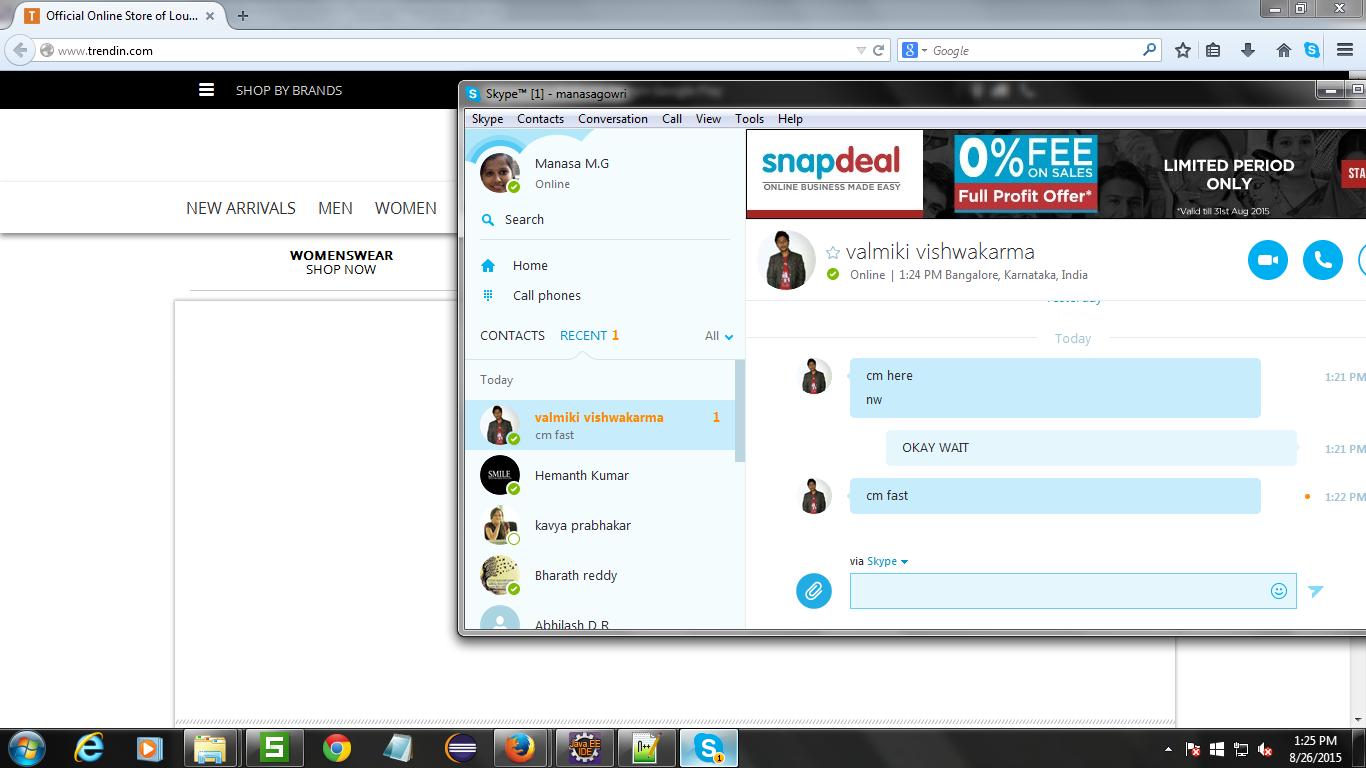 Official Online Store of Lou...
www.trendin.com
Google
SHOP BY BRANDS
NEW ARRIVALS MEN WOMEN
WOMENSWEAR
SHOP NOW
Skype™ [1] - manasagowri
Skype Contacts Conversation Call View Tools Help
Manasa M.G
Online
Search
Home
Call phones
CONTACTS RECENT 1 All
Today
valmiki vishwakarma 1
cm fast
SMILE
Hemanth Kumar
kavya prabhakar
Bharath reddy
Abhilash D R
snapdeal
ONLINE BUSINESS MADE EASY
0% FEE
ON SALES
Full Profit Offer*
LIMITED PERIOD
ONLY
*Valid till 31st Aug 2015
STA
valmiki vishwakarma
Online | 1:24 PM Bangalore, Karnataka, India
Yesterday
Today
cm here 1:21 PM
nw
OKAY WAIT 1:21 PM
cm fast 1:22 PM
via Skype
Java EE
IDE
1:25 PM
8/26/2015